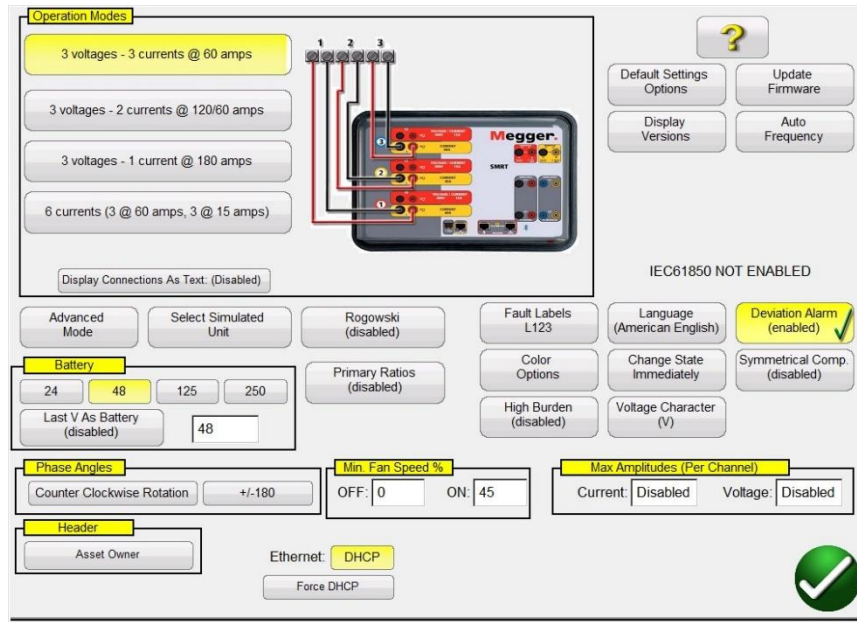 Operation Modes
3 voltages - 3 currents @ 60 amps
3 voltages - 2 currents @ 120/60 amps
3 voltages - 1 current @ 180 amps
6 currents (3 @ 60 amps, 3 @ 15 amps)
Display Connections As Text: (Disabled)
1 2 3
Megger.
SMRT
3
2
1
?
Default Settings
Options
Update
Firmware
Display
Versions
Auto
Frequency
IEC61850 NOT ENABLED
Advanced
Mode
Select Simulated
Unit
Rogowski
(disabled)
Fault Labels
L123
Language
(American English)
Deviation Alarm
(enabled)
Battery
24 48 125 250
Last V As Battery
(disabled)
48
Primary Ratios
(disabled)
Color
Options
Change State
Immediately
Symmetrical Comp.
(disabled)
High Burden
(disabled)
Voltage Character
(V)
Phase Angles
Counter Clockwise Rotation
+/-180
Min. Fan Speed %
OFF: 0 ON: 45
Max Amplitudes (Per Channel)
Current: Disabled Voltage: Disabled
Header
Asset Owner
Ethernet: DHCP
Force DHCP